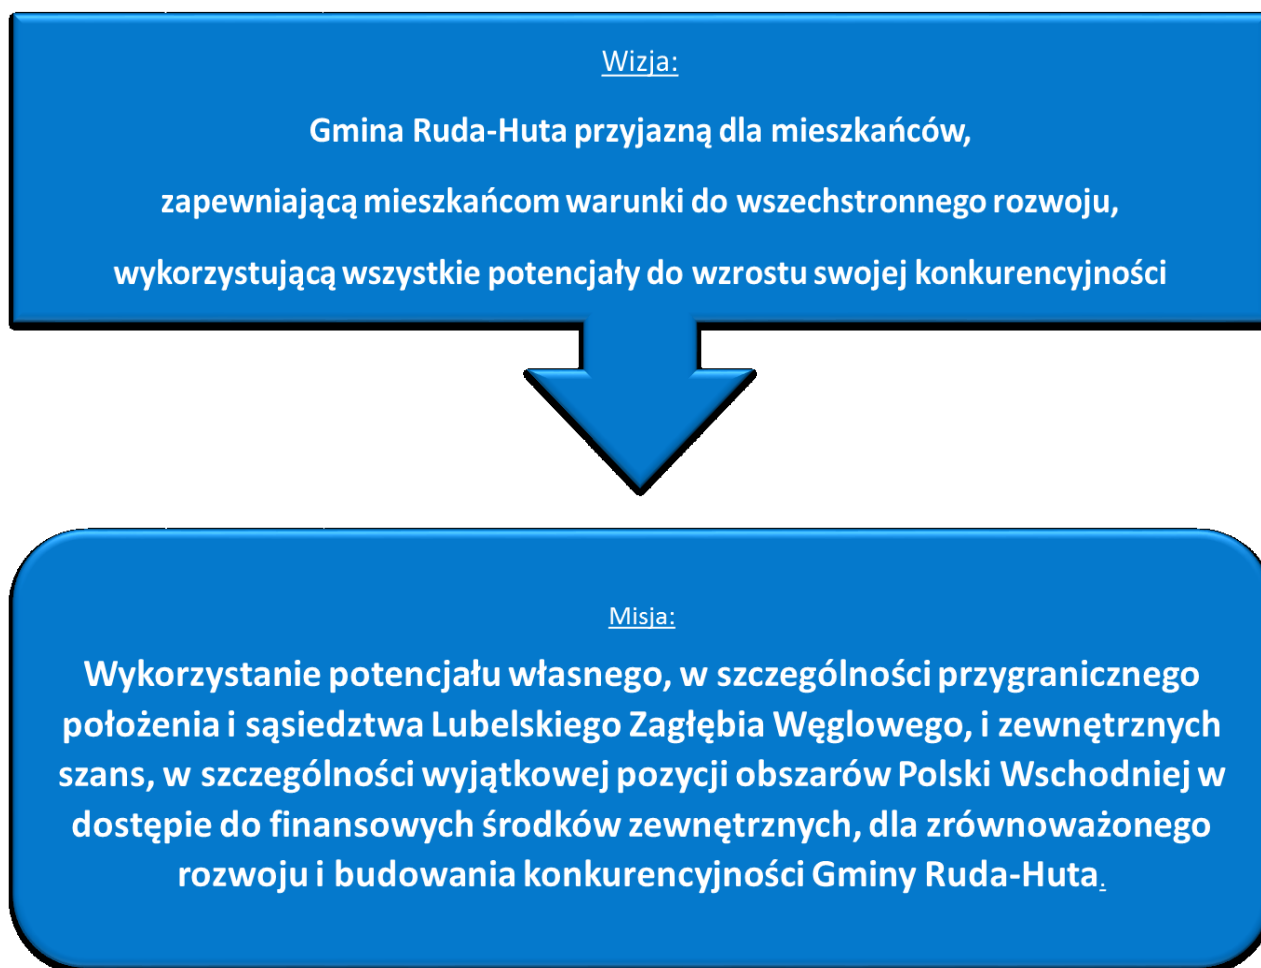 Wizja:
Gmina Ruda-Huta przyjazną dla mieszkańców,
zapewniającą mieszkańcom warunki do wszechstronnego rozwoju,
wykorzystującą wszystkie potencjały do wzrostu swojej konkurencyjności
Misja:
Wykorzystanie potencjału własnego, w szczególności przygranicznego
położenia i sąsiedztwa Lubelskiego Zagłębia Węglowego, i zewnętrznych
szans, w szczególności wyjątkowej pozycji obszarów Polski Wschodniej w
dostępie do finansowych środków zewnętrznych, dla zrównoważonego
rozwoju i budowania konkurencyjności Gminy Ruda-Huta.